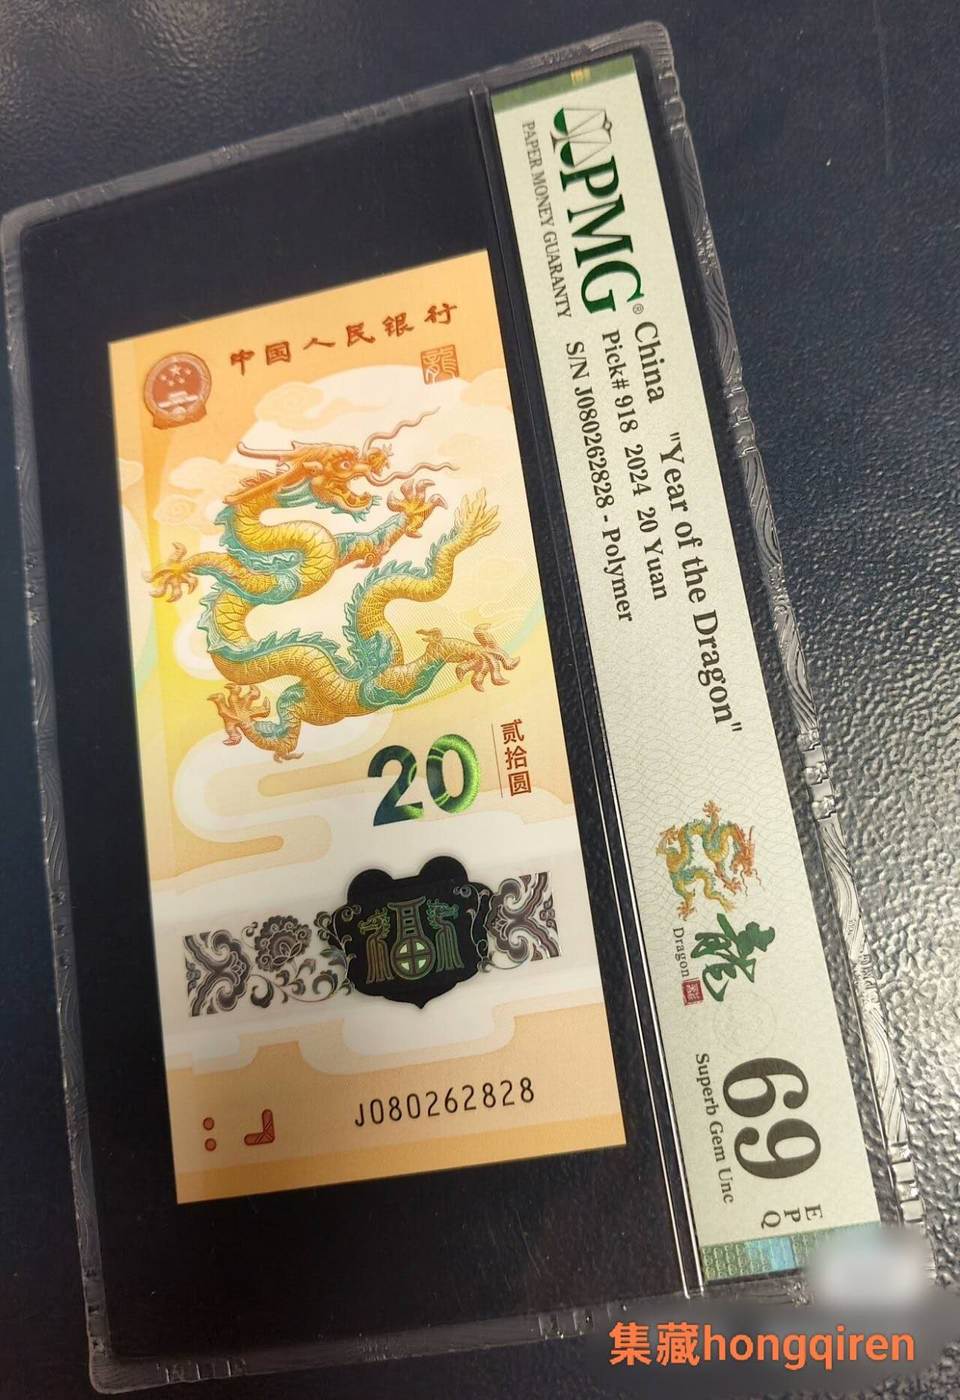 中国人民银行
龍
20
贰拾圆
福
J080262828
PMG®
PAPER MONEY GUARANTY
China "Year of the Dragon"
Pick# 918 2024 20 Yuan
S/N J080262828 - Polymer
龍
Dragon
69
EPQ
Superb Gem Unc
集藏hongqiren